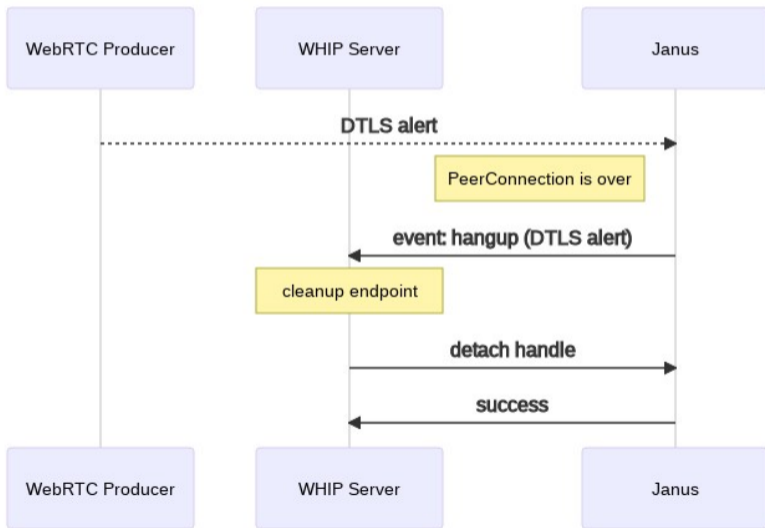 WebRTC Producer
WHIP Server
Janus
DTLS alert
PeerConnection is over
event: hangup (DTLS alert)
cleanup endpoint
detach handle
success
WebRTC Producer
WHIP Server
Janus